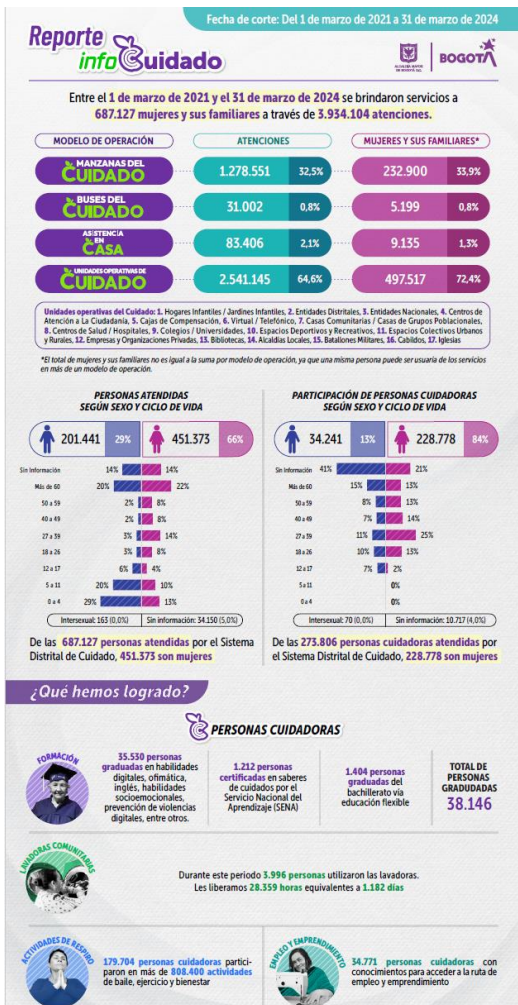 Fecha de corte: Del 1 de marzo de 2021 a 31 de marzo de 2024
Reporte
info Cuidado
ALCALDÍA MAYOR
DE BOGOTÁ D.C.
BOGOTÁ
Entre el 1 de marzo de 2021 y el 31 de marzo de 2024 se brindaron servicios a
687.127 mujeres y sus familiares a través de 3.934.104 atenciones.
MODELO DE OPERACIÓN ATENCIONES MUJERES Y SUS FAMILIARES*
MANZANAS DEL
CUIDADO
1.278.551 32,5% 232.900 33,9%
BUSES DEL
CUIDADO
31.002 0,8% 5.199 0,8%
ASISTENCIA
EN
CASA
83.406 2,1% 9.135 1,3%
UNIDADES OPERATIVAS DE
CUIDADO
2.541.145 64,6% 497.517 72,4%
Unidades operativas del Cuidado: 1. Hogares Infantiles / Jardines Infantiles, 2. Entidades Distritales, 3. Entidades Nacionales, 4. Centros de
Atención a La Ciudadanía, 5. Cajas de Compensación, 6. Virtual / Telefónico, 7. Casas Comunitarias / Casas de Grupos Poblacionales,
8. Centros de Salud / Hospitales, 9. Colegios / Universidades, 10. Espacios Deportivos y Recreativos, 11. Espacios Colectivos Urbanos
y Rurales, 12. Empresas y Organizaciones Privadas, 13. Bibliotecas, 14. Alcaldías Locales, 15. Batallones Militares, 16. Cabildos, 17. Iglesias
*El total de mujeres y sus familiares no es igual a la suma por modelo de operación, ya que una misma persona puede ser usuaria de los servicios
en más de un modelo de operación.
PERSONAS ATENDIDAS
SEGÚN SEXO Y CICLO DE VIDA
201.441 29% 451.373 66%
Sin Información 14% 14%
Más de 60 20% 22%
50 a 59 2% 8%
40 a 49 2% 8%
27 a 39 3% 14%
18 a 26 3% 8%
12 a 17 6% 4%
5 a 11 20% 10%
0 a 4 29% 13%
Intersexual: 163 (0,0%) Sin información: 34.150 (5,0%)
De las 687.127 personas atendidas por el Sistema
Distrital de Cuidado, 451.373 son mujeres
PARTICIPACIÓN DE PERSONAS CUIDADORAS
SEGÚN SEXO Y CICLO DE VIDA
34.241 13% 228.778 84%
Sin Información 41% 21%
Más de 60 15% 13%
50 a 59 8% 13%
40 a 49 7% 14%
27 a 39 11% 25%
18 a 26 10% 13%
12 a 17 7% 2%
5 a 11 0%
0 a 4 0%
Intersexual: 70 (0,0%) Sin información: 10.717 (4,0%)
De las 273.806 personas cuidadoras atendidas por
el Sistema Distrital de Cuidado, 228.778 son mujeres
¿Qué hemos logrado?
PERSONAS CUIDADORAS
FORMACIÓN
35.530 personas
graduadas en habilidades
digitales, ofimática,
inglés, habilidades
socioemocionales,
prevención de violencias
digitales, entre otros.
1.212 personas
certificadas en saberes
de cuidados por el
Servicio Nacional del
Aprendizaje (SENA)
1.404 personas
graduadas del
bachillerato vía
educación flexible
TOTAL DE
PERSONAS
GRADUDADAS
38.146
LAVADORAS COMUNITARIAS
Durante este periodo 3.996 personas utilizaron las lavadoras.
Les liberamos 28.359 horas equivalentes a 1.182 días
ACTIVIDADES DE RESPIRO
179.704 personas cuidadoras partici-
paron en más de 808.400 actividades
de baile, ejercicio y bienestar
EMPLEO Y EMPRENDIMIENTO
34.771 personas cuidadoras con
conocimientos para acceder a la ruta de
empleo y emprendimiento